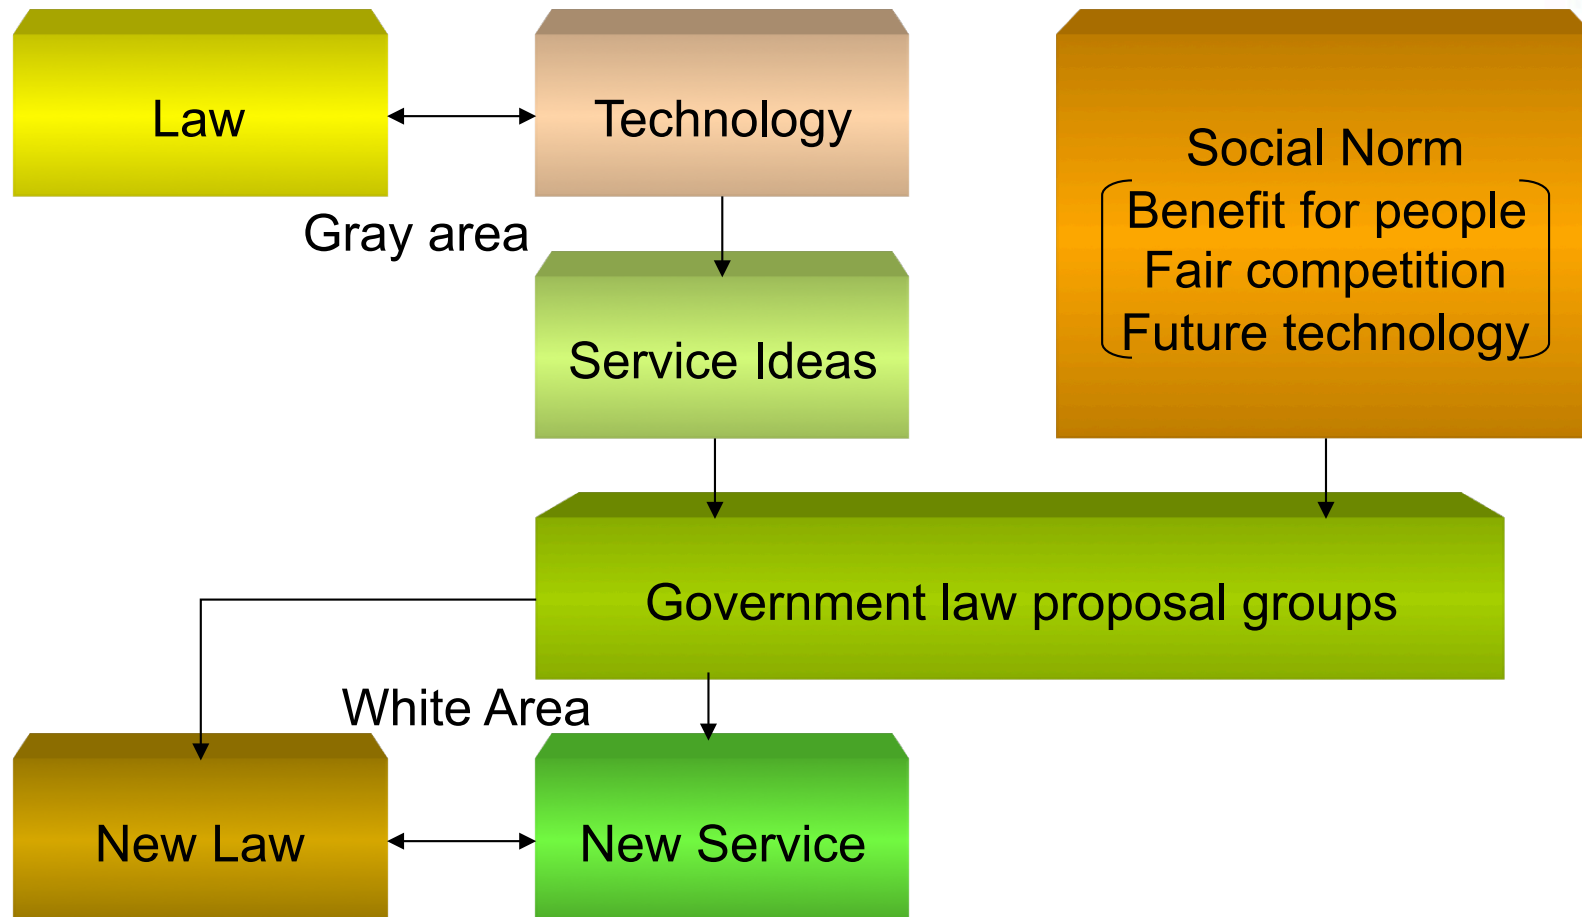 Law
Technology
Social Norm
Benefit for people
Fair competition
Future technology
Gray area
Service Ideas
Government law proposal groups
White Area
New Law
New Service